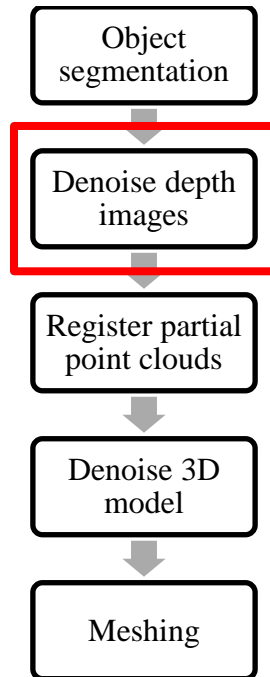 Object
segmentation
Denoise depth
images
Register partial
point clouds
Denoise 3D
model
Meshing